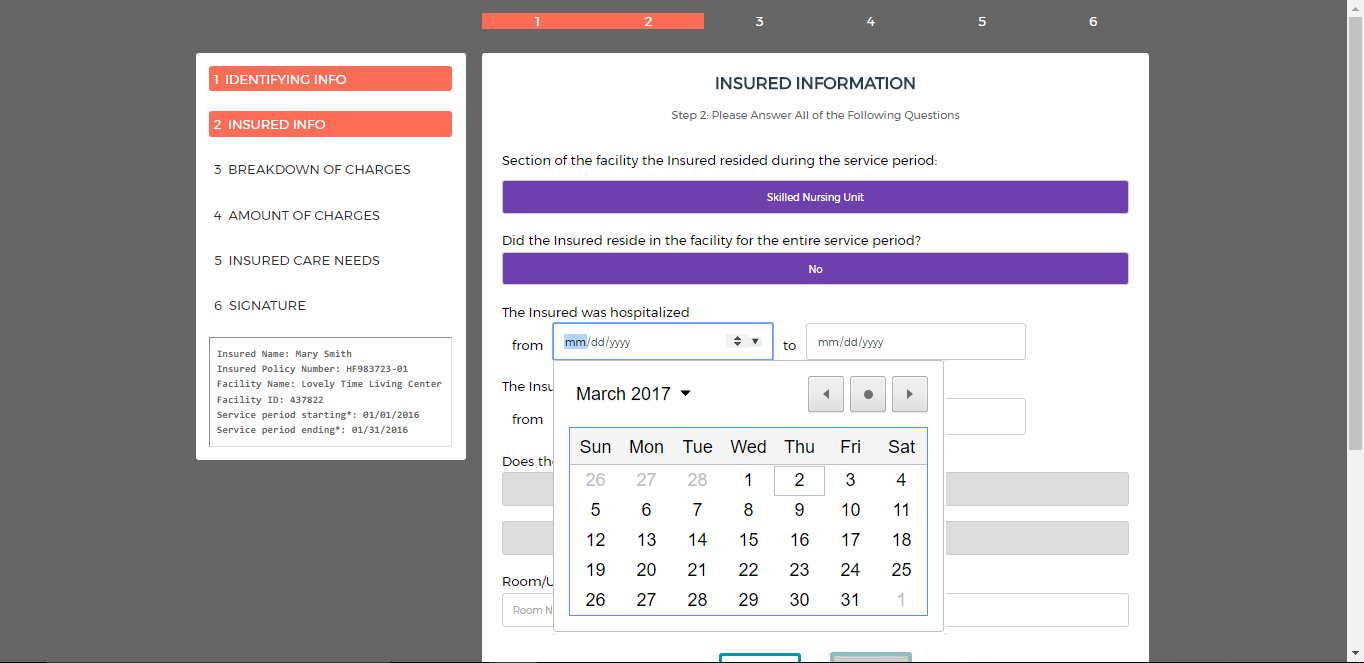 1 2 3 4 5 6
1 IDENTIFYING INFO
2 INSURED INFO
3 BREAKDOWN OF CHARGES
4 AMOUNT OF CHARGES
5 INSURED CARE NEEDS
6 SIGNATURE
Insured Name: Mary Smith
Insured Policy Number: HF983723-01
Facility Name: Lovely Time Living Center
Facility ID: 437822
Service period starting*: 01/01/2016
Service period ending*: 01/31/2016
INSURED INFORMATION
Step 2: Please Answer All of the Following Questions
Section of the facility the Insured resided during the service period:
Skilled Nursing Unit
Did the Insured reside in the facility for the entire service period?
No
The Insured was hospitalized
from mm/dd/yyyy to mm/dd/yyyy
The Insu
from
Does the
Room/U
Room N
March 2017
Sun Mon Tue Wed Thu Fri Sat
26 27 28 1 2 3 4
5 6 7 8 9 10 11
12 13 14 15 16 17 18
19 20 21 22 23 24 25
26 27 28 29 30 31 1